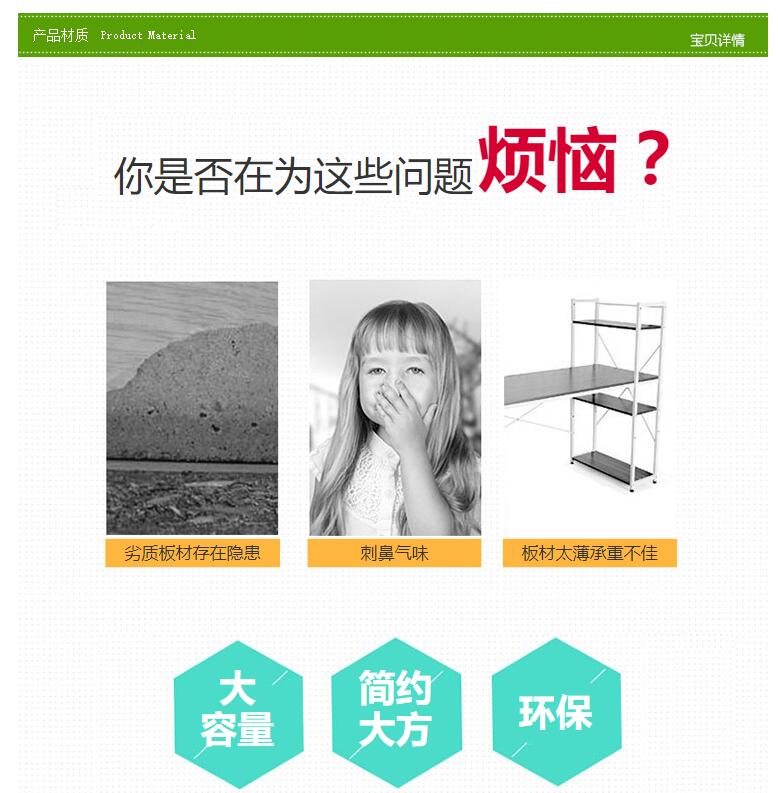 产品材质 Product Material
宝贝详情
你是否在为这些问题烦恼？
劣质板材存在隐患
刺鼻气味
板材太薄承重不佳
大
容量
简约
大方
环保